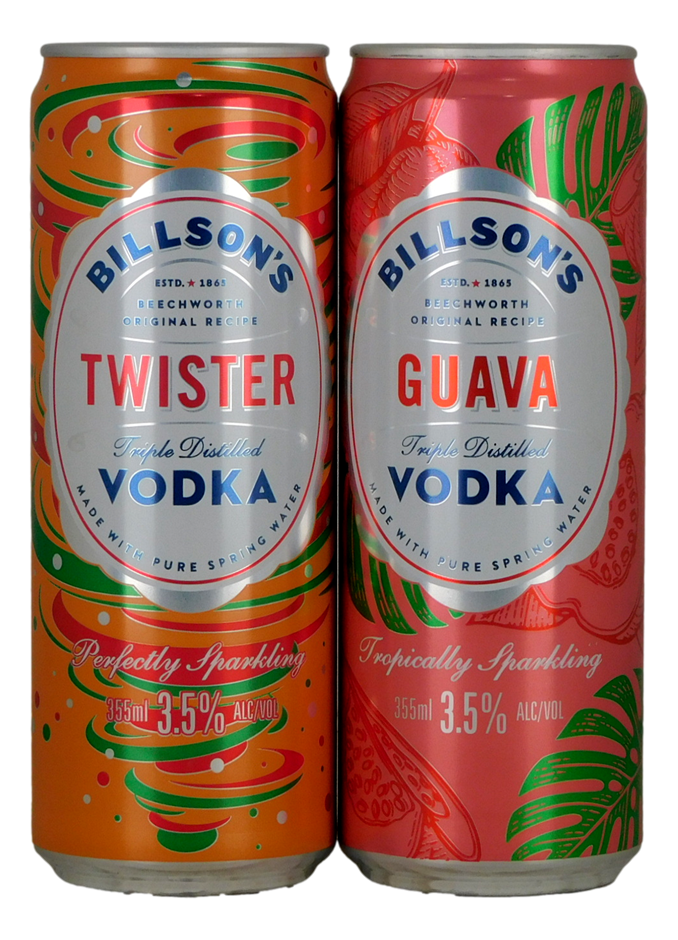 BILLSON'S
ESTD. ★ 1865
BEECHWORTH
ORIGINAL RECIPE
TWISTER
Triple Distilled
VODKA
MADE WITH PURE SPRING WATER
Perfectly Sparkling
355ml 3.5% ALC/VOL
BILLSON'S
ESTD. ★ 1865
BEECHWORTH
ORIGINAL RECIPE
GUAVA
Triple Distilled
VODKA
MADE WITH PURE SPRING WATER
Tropically Sparkling
355ml 3.5% ALC/VOL